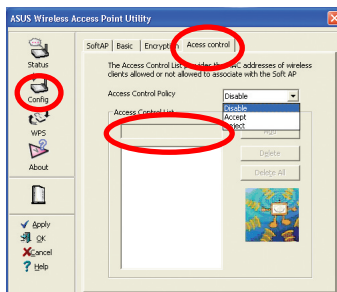 ASUS Wireless Access Point Utility
Status
Config
WPS
About
Apply
OK
Cancel
Help
SoftAP Basic Encryption Acess control
The Access Control List provides the MAC addresses of wireless
clients allowed or not allowed to associate with the Soft AP
Access Control Policy
Disable
Disable
Accept
Reject
Access Control List
Add
Delete
Delete All